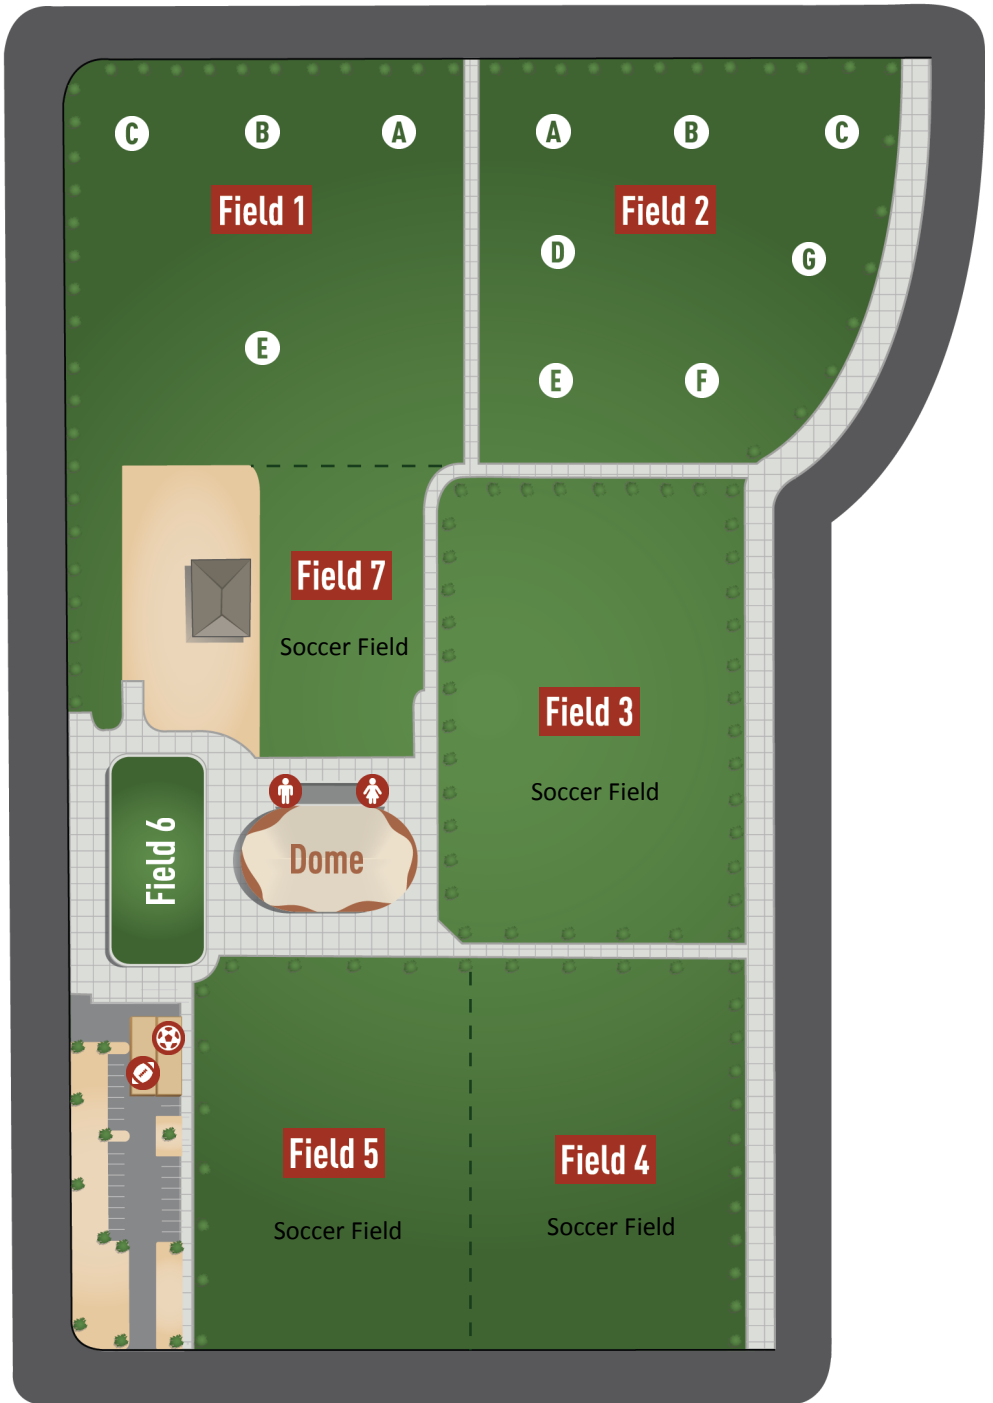 C B A A B C
Field 1 Field 2
D G
E
E F
Field 7
Soccer Field
Field 3
Soccer Field
Field 6
Dome
Field 5 Field 4
Soccer Field Soccer Field